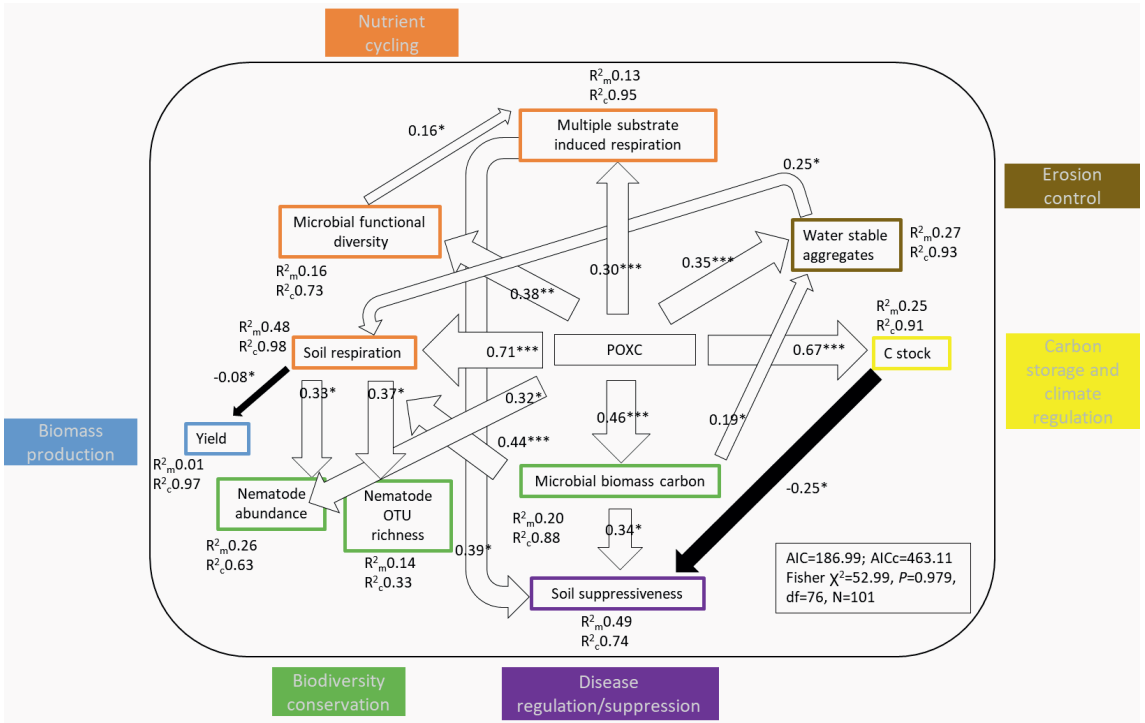 Nutrient
cycling
R²m0.13
R²c0.95
Multiple substrate
induced respiration
0.16*
0.25*
Erosion
control
Microbial functional
diversity
R²m0.16
R²c0.73
Water stable
aggregates
R²m0.27
R²c0.93
0.30***
0.35***
0.38**
R²m0.25
R²c0.91
R²m0.48
R²c0.98
Soil respiration
0.71***
POXC
0.67***
C stock
Carbon
storage and
climate
regulation
-0.08*
0.33*
0.37*
0.32*
0.46***
0.19*
Biomass
production
Yield
R²m0.01
R²c0.97
0.44***
Nematode
abundance
R²m0.26
R²c0.63
Nematode
OTU
richness
R²m0.14
R²c0.33
Microbial biomass carbon
R²m0.20
R²c0.88
0.34*
-0.25*
0.39*
Soil suppressiveness
R²m0.49
R²c0.74
AIC=186.99; AICc=463.11
Fisher χ²=52.99, P=0.979,
df=76, N=101
Biodiversity
conservation
Disease
regulation/suppression